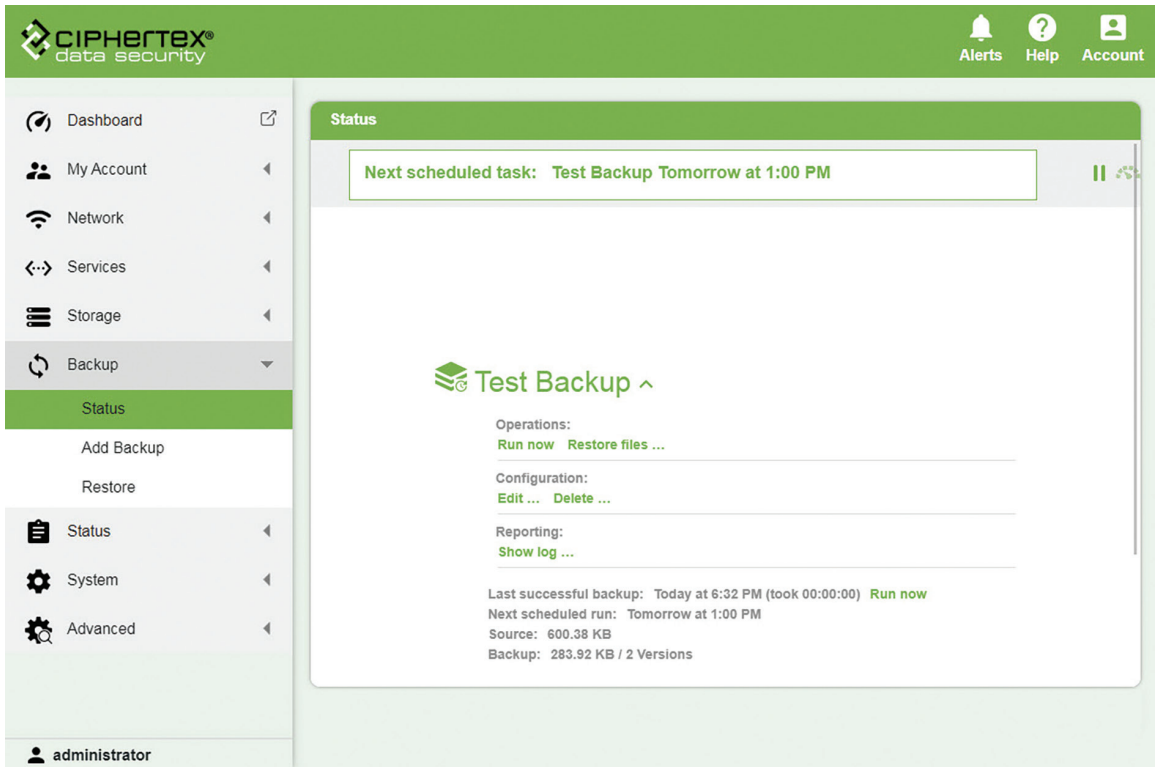 CIPHERTEX®
data security
Alerts Help Account
Dashboard
My Account
Network
Services
Storage
Backup
Status
Add Backup
Restore
Status
System
Advanced
administrator
Status
Next scheduled task: Test Backup Tomorrow at 1:00 PM
Test Backup
Operations:
Run now Restore files ...
Configuration:
Edit ... Delete ...
Reporting:
Show log ...
Last successful backup: Today at 6:32 PM (took 00:00:00) Run now
Next scheduled run: Tomorrow at 1:00 PM
Source: 600.38 KB
Backup: 283.92 KB / 2 Versions